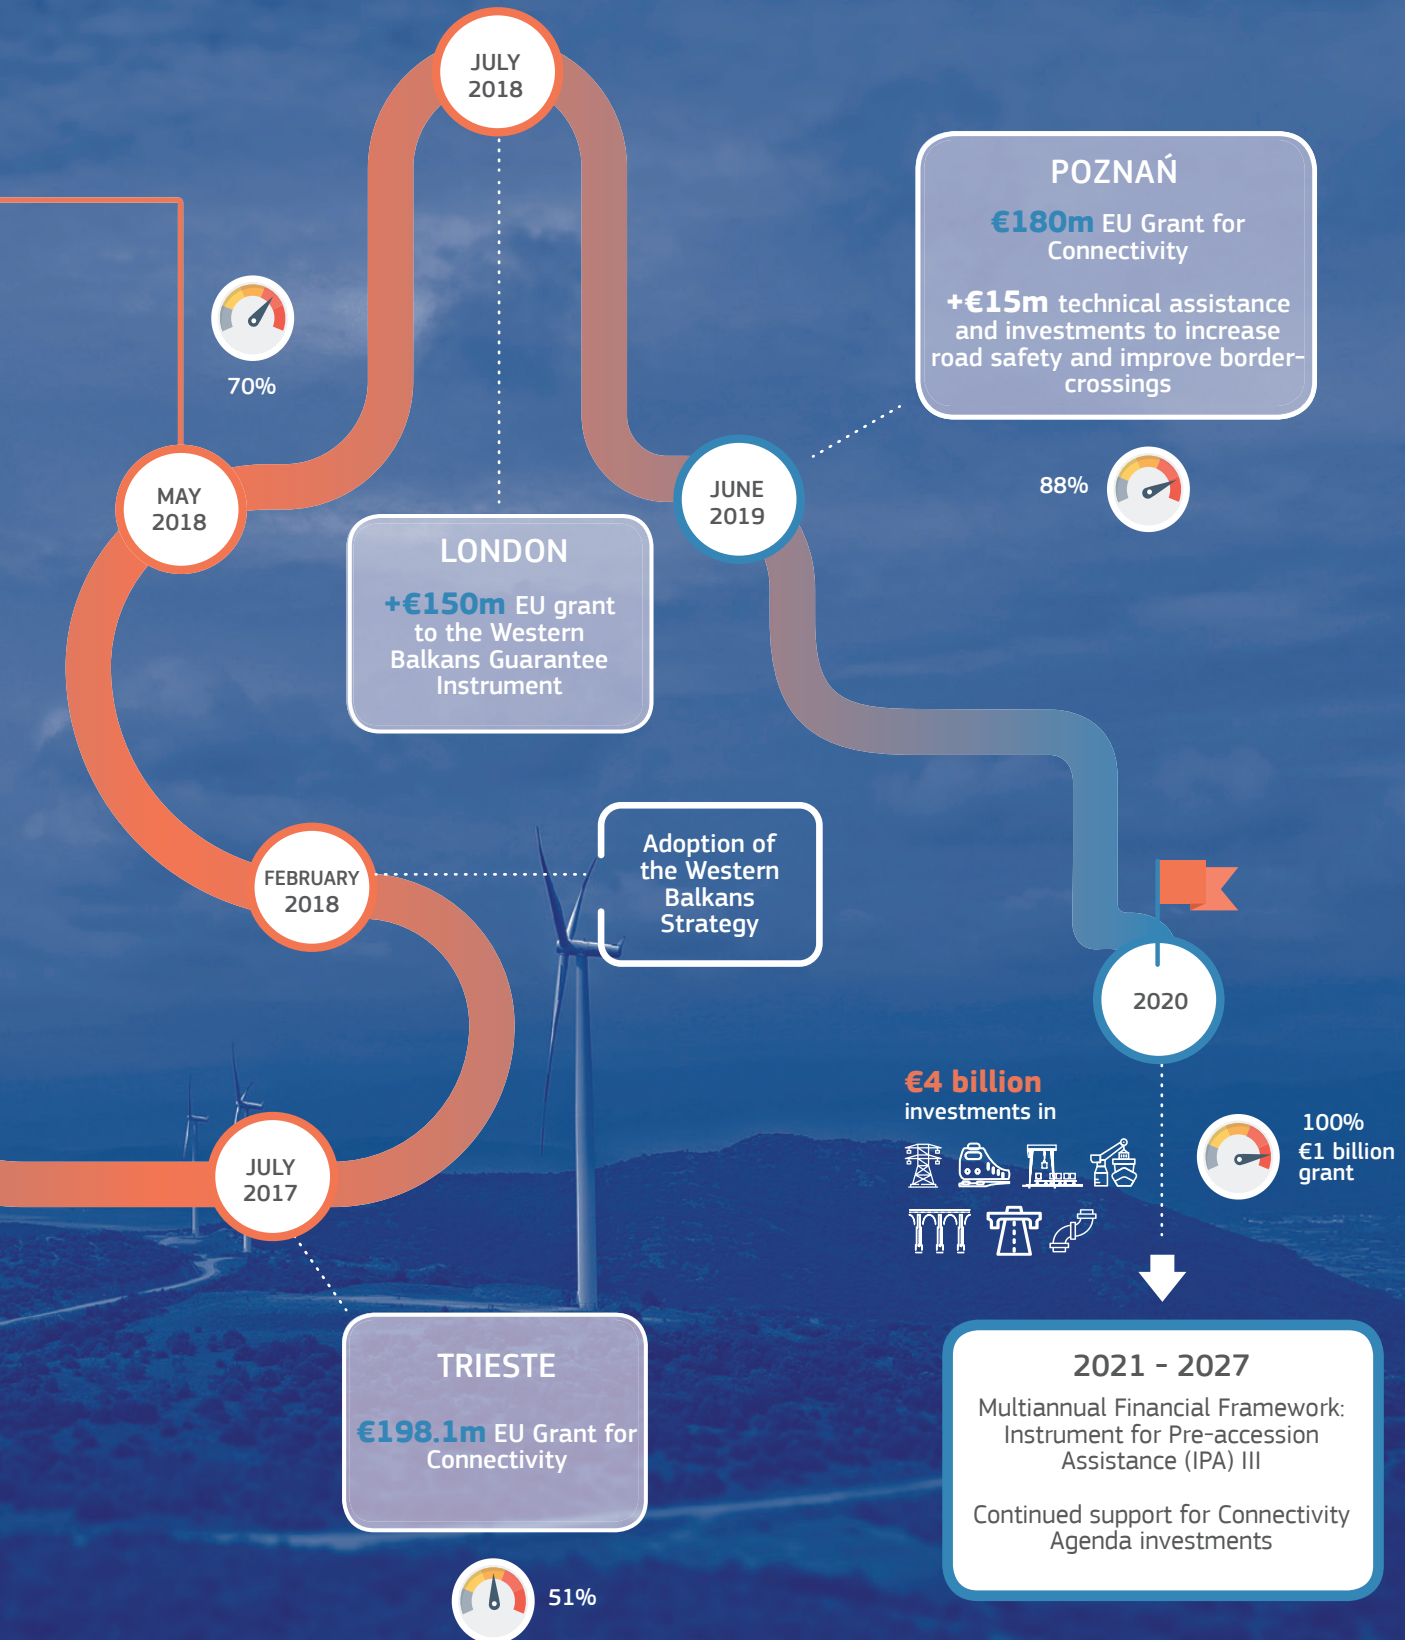 JULY
2018
POZNAŃ
€180m EU Grant for
Connectivity
+€15m technical assistance
and investments to increase
road safety and improve border-
crossings
70%
88%
MAY
2018
JUNE
2019
LONDON
+€150m EU grant
to the Western
Balkans Guarantee
Instrument
FEBRUARY
2018
Adoption of
the Western
Balkans
Strategy
2020
€4 billion
investments in
100%
€1 billion
grant
JULY
2017
TRIESTE
€198.1m EU Grant for
Connectivity
51%
2021 - 2027
Multiannual Financial Framework:
Instrument for Pre-accession
Assistance (IPA) III
Continued support for Connectivity
Agenda investments